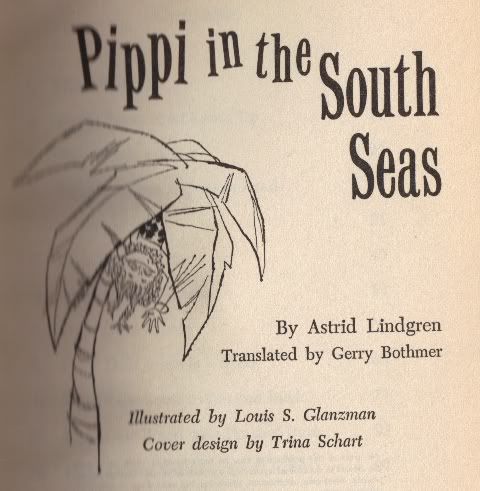 Pippi in the South
Seas
By Astrid Lindgren
Translated by Gerry Bothmer
Illustrated by Louis S. Glanzman
Cover design by Trina Schart